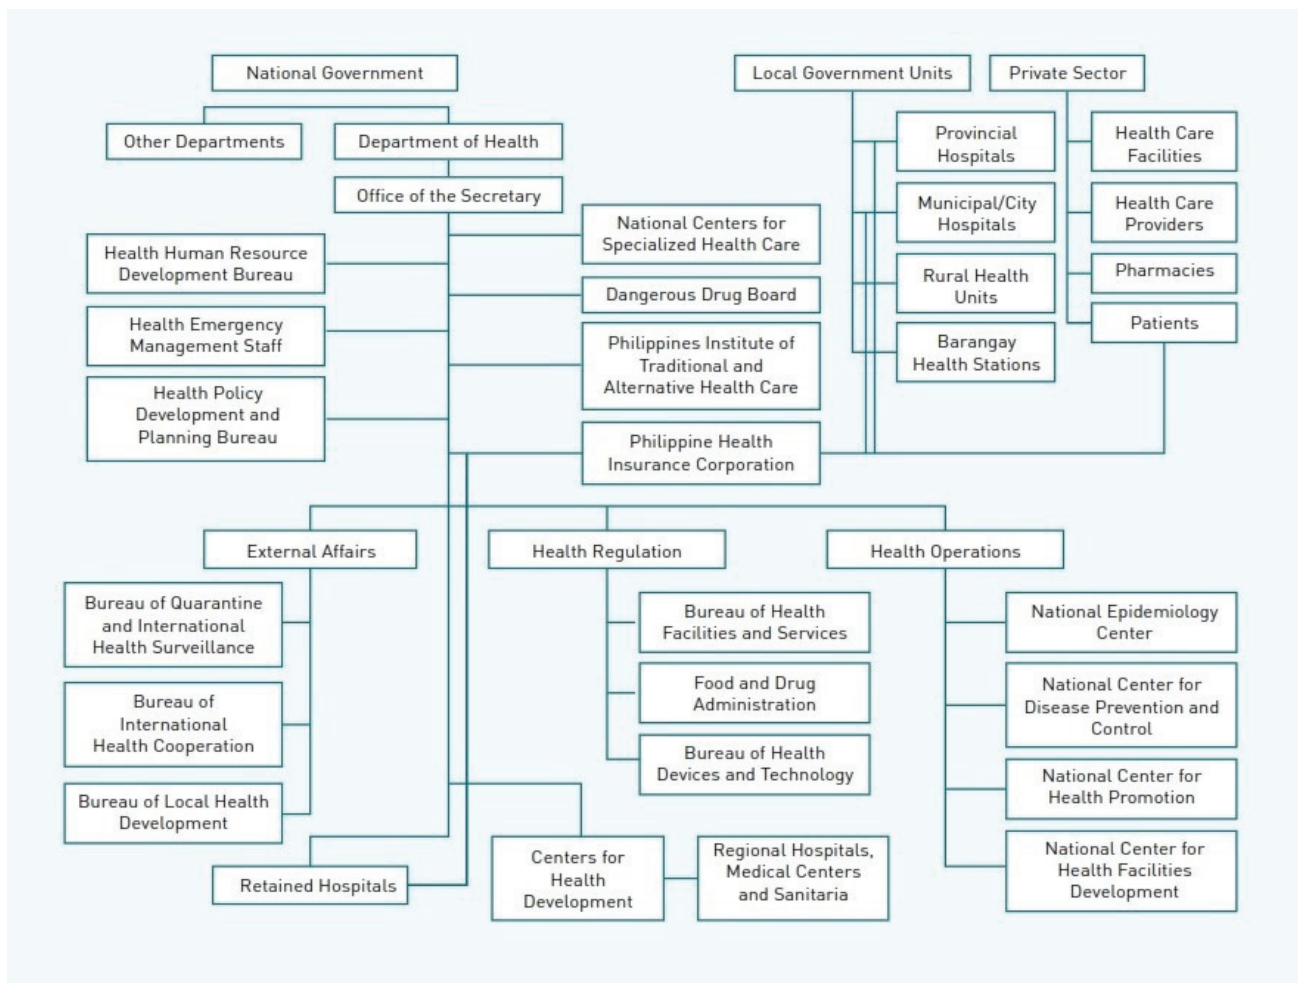 National Government
Local Government Units
Private Sector
Other Departments
Department of Health
Office of the Secretary
Health Human Resource
Development Bureau
Health Emergency
Management Staff
Health Policy
Development and
Planning Bureau
National Centers for
Specialized Health Care
Dangerous Drug Board
Philippines Institute of
Traditional and
Alternative Health Care
Philippine Health
Insurance Corporation
Provincial
Hospitals
Municipal/City
Hospitals
Rural Health
Units
Barangay
Health Stations
Health Care
Facilities
Health Care
Providers
Pharmacies
Patients
External Affairs
Health Regulation
Health Operations
Bureau of Quarantine
and International
Health Surveillance
Bureau of
International
Health Cooperation
Bureau of Local Health
Development
Bureau of Health
Facilities and Services
Food and Drug
Administration
Bureau of Health
Devices and Technology
National Epidemiology
Center
National Center for
Disease Prevention and
Control
National Center for
Health Promotion
National Center for
Health Facilities
Development
Retained Hospitals
Centers for
Health
Development
Regional Hospitals,
Medical Centers
and Sanitaria